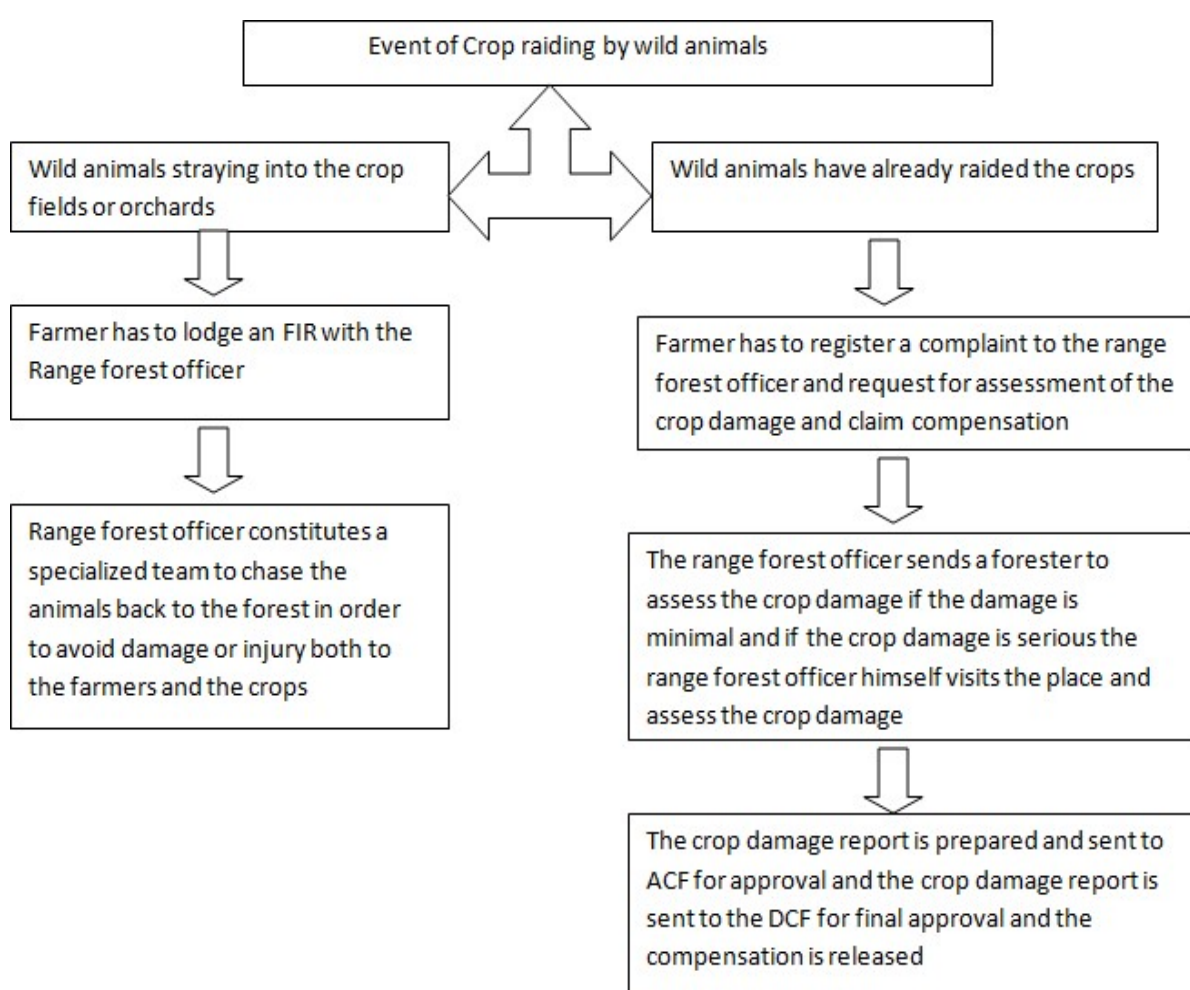 Event of Crop raiding by wild animals
Wild animals straying into the crop
fields or orchards
Farmer has to lodge an FIR with the
Range forest officer
Range forest officer constitutes a
specialized team to chase the
animals back to the forest in order
to avoid damage or injury both to
the farmers and the crops
Wild animals have already raided the crops
Farmer has to register a complaint to the range
forest officer and request for assessment of the
crop damage and claim compensation
The range forest officer sends a forester to
assess the crop damage if the damage is
minimal and if the crop damage is serious the
range forest officer himself visits the place and
assess the crop damage
The crop damage report is prepared and sent to
ACF for approval and the crop damage report is
sent to the DCF for final approval and the
compensation is released